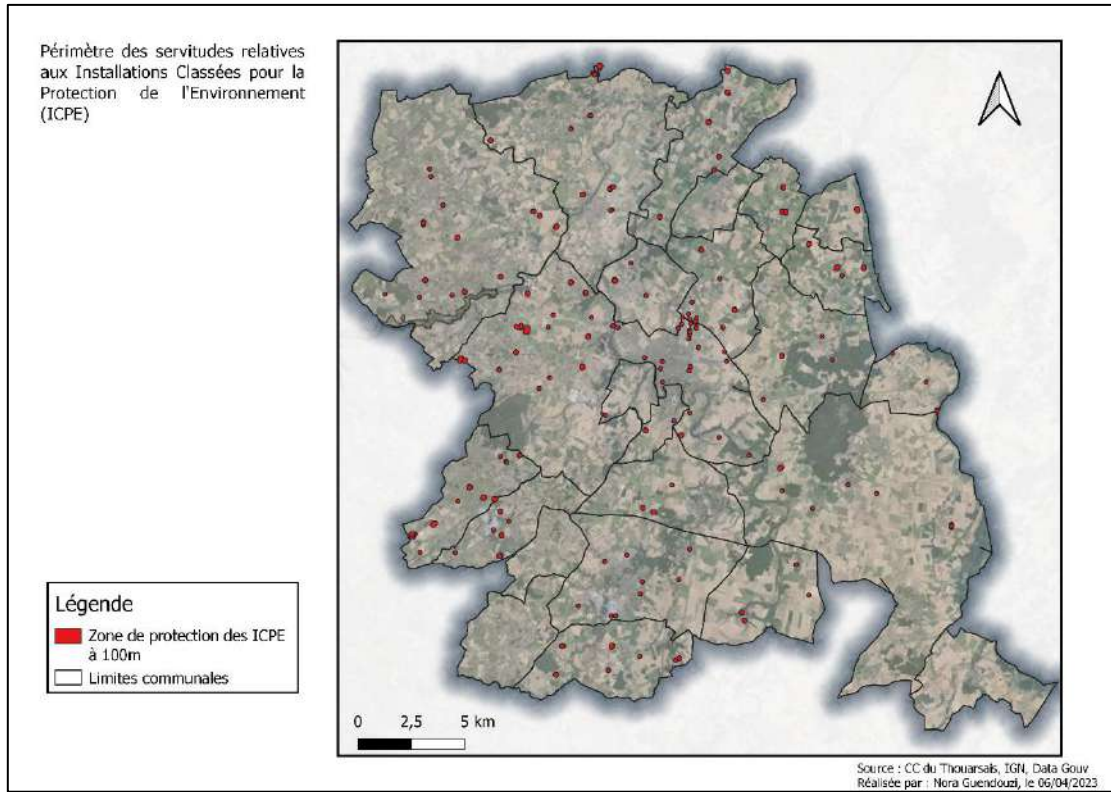 Périmètre des servitudes relatives
aux Installations Classées pour la
Protection de l'Environnement
(ICPE)
Légende
Zone de protection des ICPE
à 100m
Limites communales
0 2,5 5 km
Source : CC du Thouarsais, IGN, Data Gouv
Réalisée par : Nora Guendouzi, le 06/04/2023